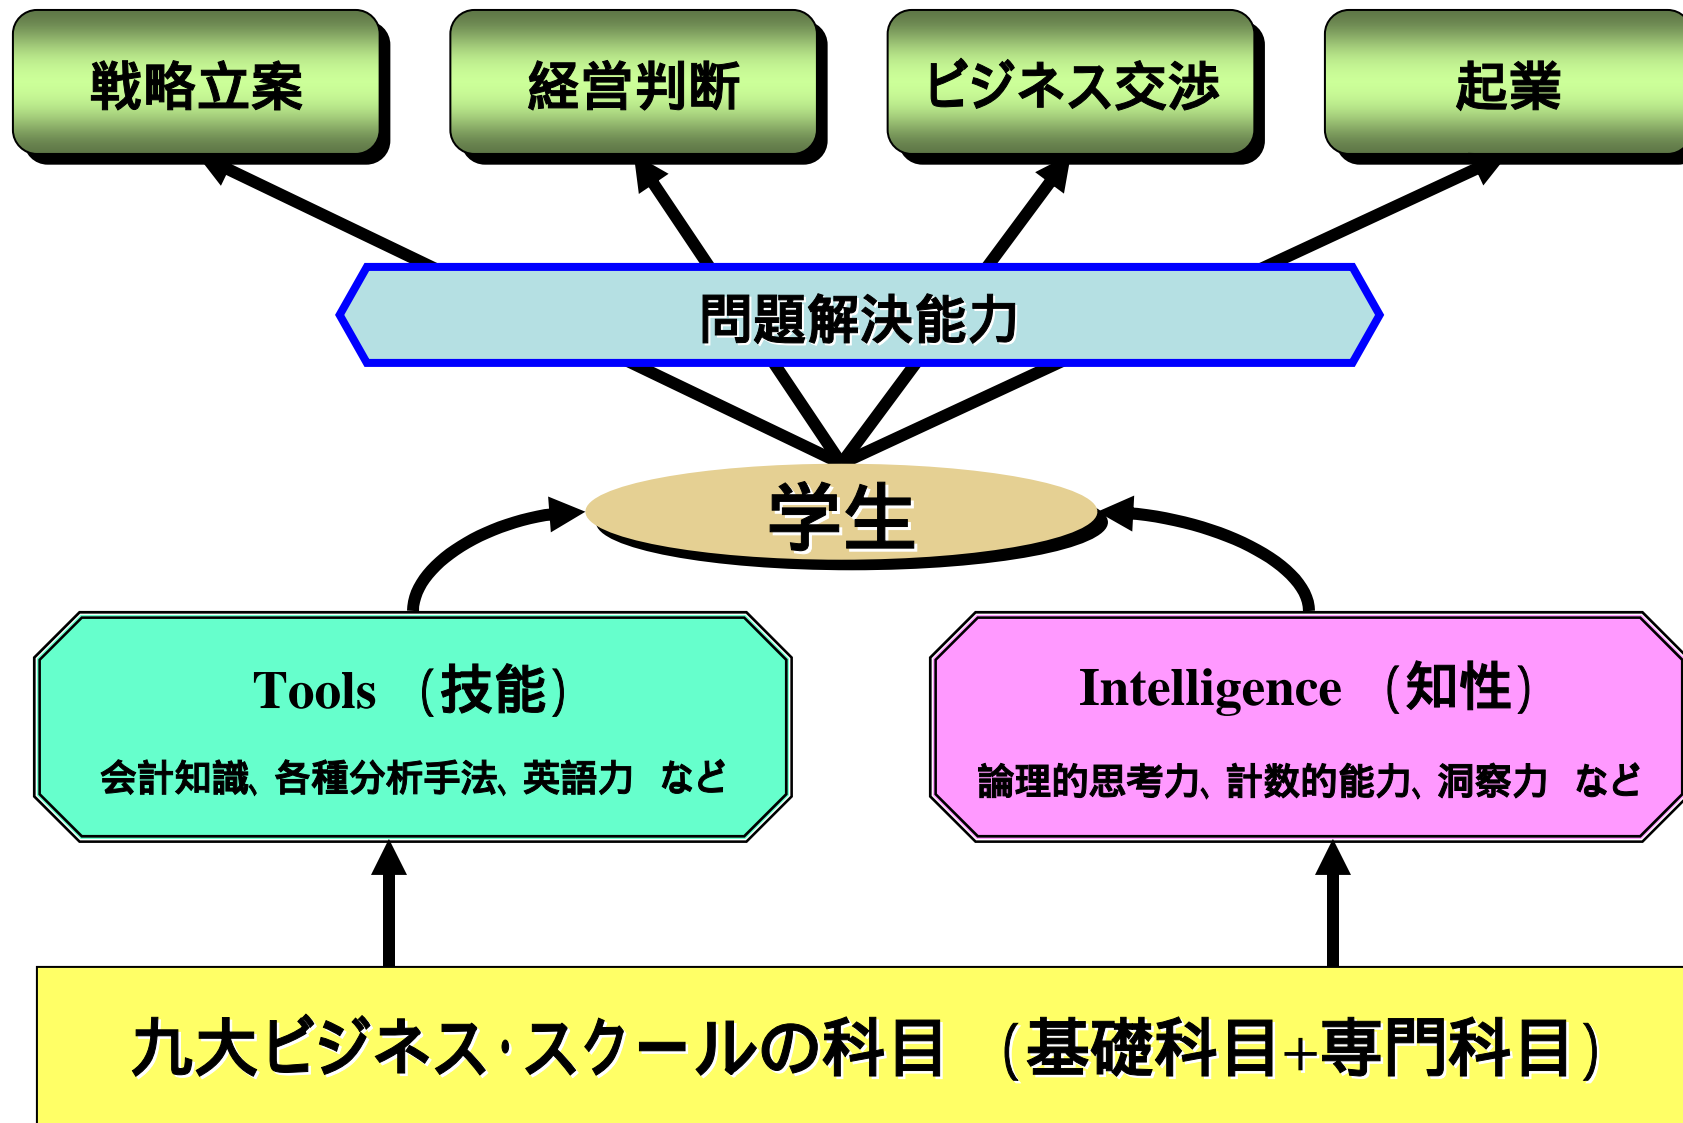 戦略立案
経営判断
ビジネス交渉
起業
問題解決能力
学生
Tools （技能）
会計知識、各種分析手法、英語力　など
Intelligence （知性）
論理的思考力、計数的能力、洞察力　など
九大ビジネス・スクールの科目 （基礎科目+専門科目）